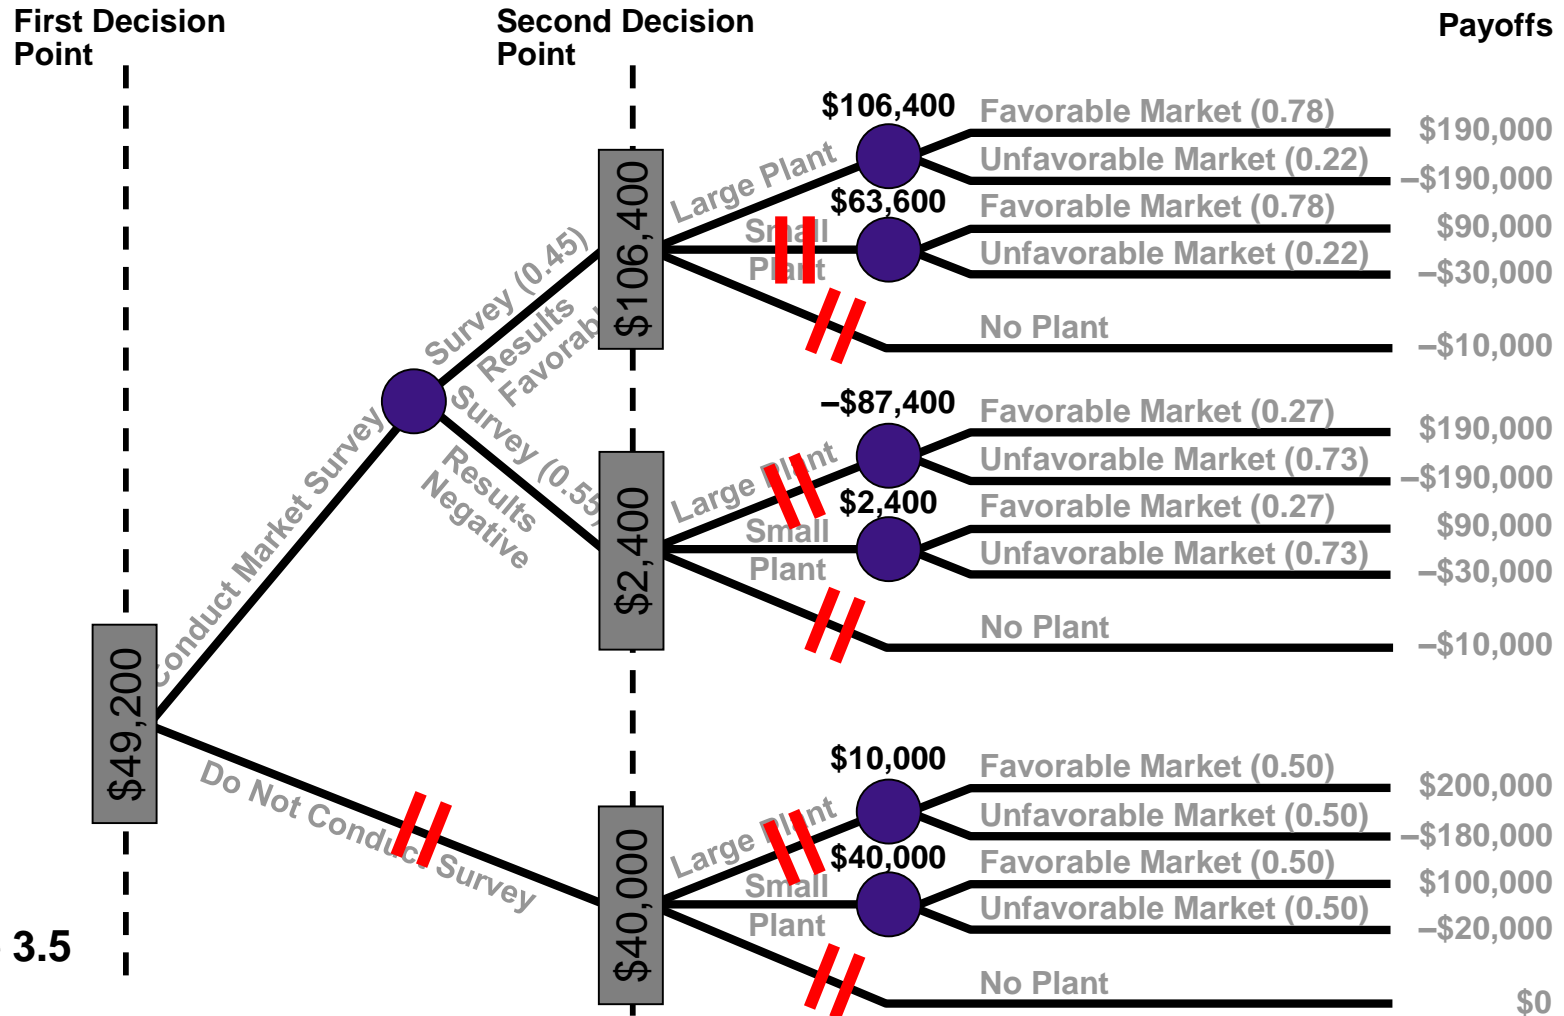 First Decision
Point
Second Decision
Point
Payoffs
$106,400
Favorable Market (0.78)
$190,000
Large Plant
Unfavorable Market (0.22)
–$190,000
$63,600
Favorable Market (0.78)
$90,000
Small
Plant
Unfavorable Market (0.22)
–$30,000
$106,400
No Plant
–$10,000
Survey (0.45)
Results
Survey (0.55)
Results
Negative
–$87,400
Favorable Market (0.27)
$190,000
Large Plant
Unfavorable Market (0.73)
–$190,000
$2,400
Favorable Market (0.27)
$90,000
Small
Plant
Unfavorable Market (0.73)
–$30,000
$2,400
No Plant
–$10,000
Conduct Market Survey
$49,200
Do Not Conduct Survey
$10,000
Favorable Market (0.50)
$200,000
Large Plant
Unfavorable Market (0.50)
–$180,000
$40,000
Favorable Market (0.50)
$100,000
Small
Plant
Unfavorable Market (0.50)
–$20,000
$40,000
No Plant
$0
3.5